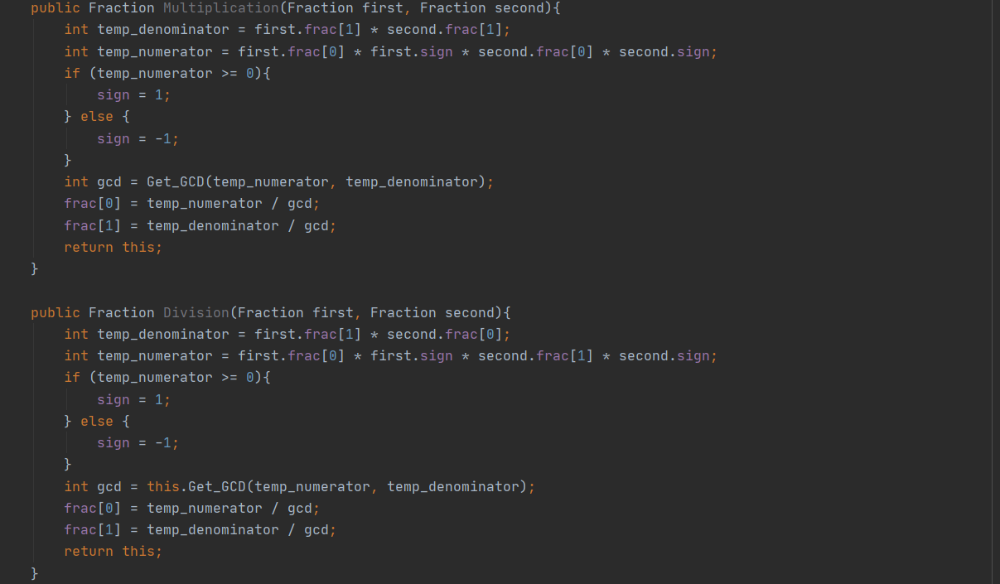 public Fraction Multiplication(Fraction first, Fraction second){
    int temp_denominator = first.frac[1] * second.frac[1];
    int temp_numerator = first.frac[0] * first.sign * second.frac[0] * second.sign;
    if (temp_numerator >= 0){
        sign = 1;
    } else {
        sign = -1;
    }
    int gcd = Get_GCD(temp_numerator, temp_denominator);
    frac[0] = temp_numerator / gcd;
    frac[1] = temp_denominator / gcd;
    return this;
}

public Fraction Division(Fraction first, Fraction second){
    int temp_denominator = first.frac[1] * second.frac[0];
    int temp_numerator = first.frac[0] * first.sign * second.frac[1] * second.sign;
    if (temp_numerator >= 0){
        sign = 1;
    } else {
        sign = -1;
    }
    int gcd = this.Get_GCD(temp_numerator, temp_denominator);
    frac[0] = temp_numerator / gcd;
    frac[1] = temp_denominator / gcd;
    return this;
}